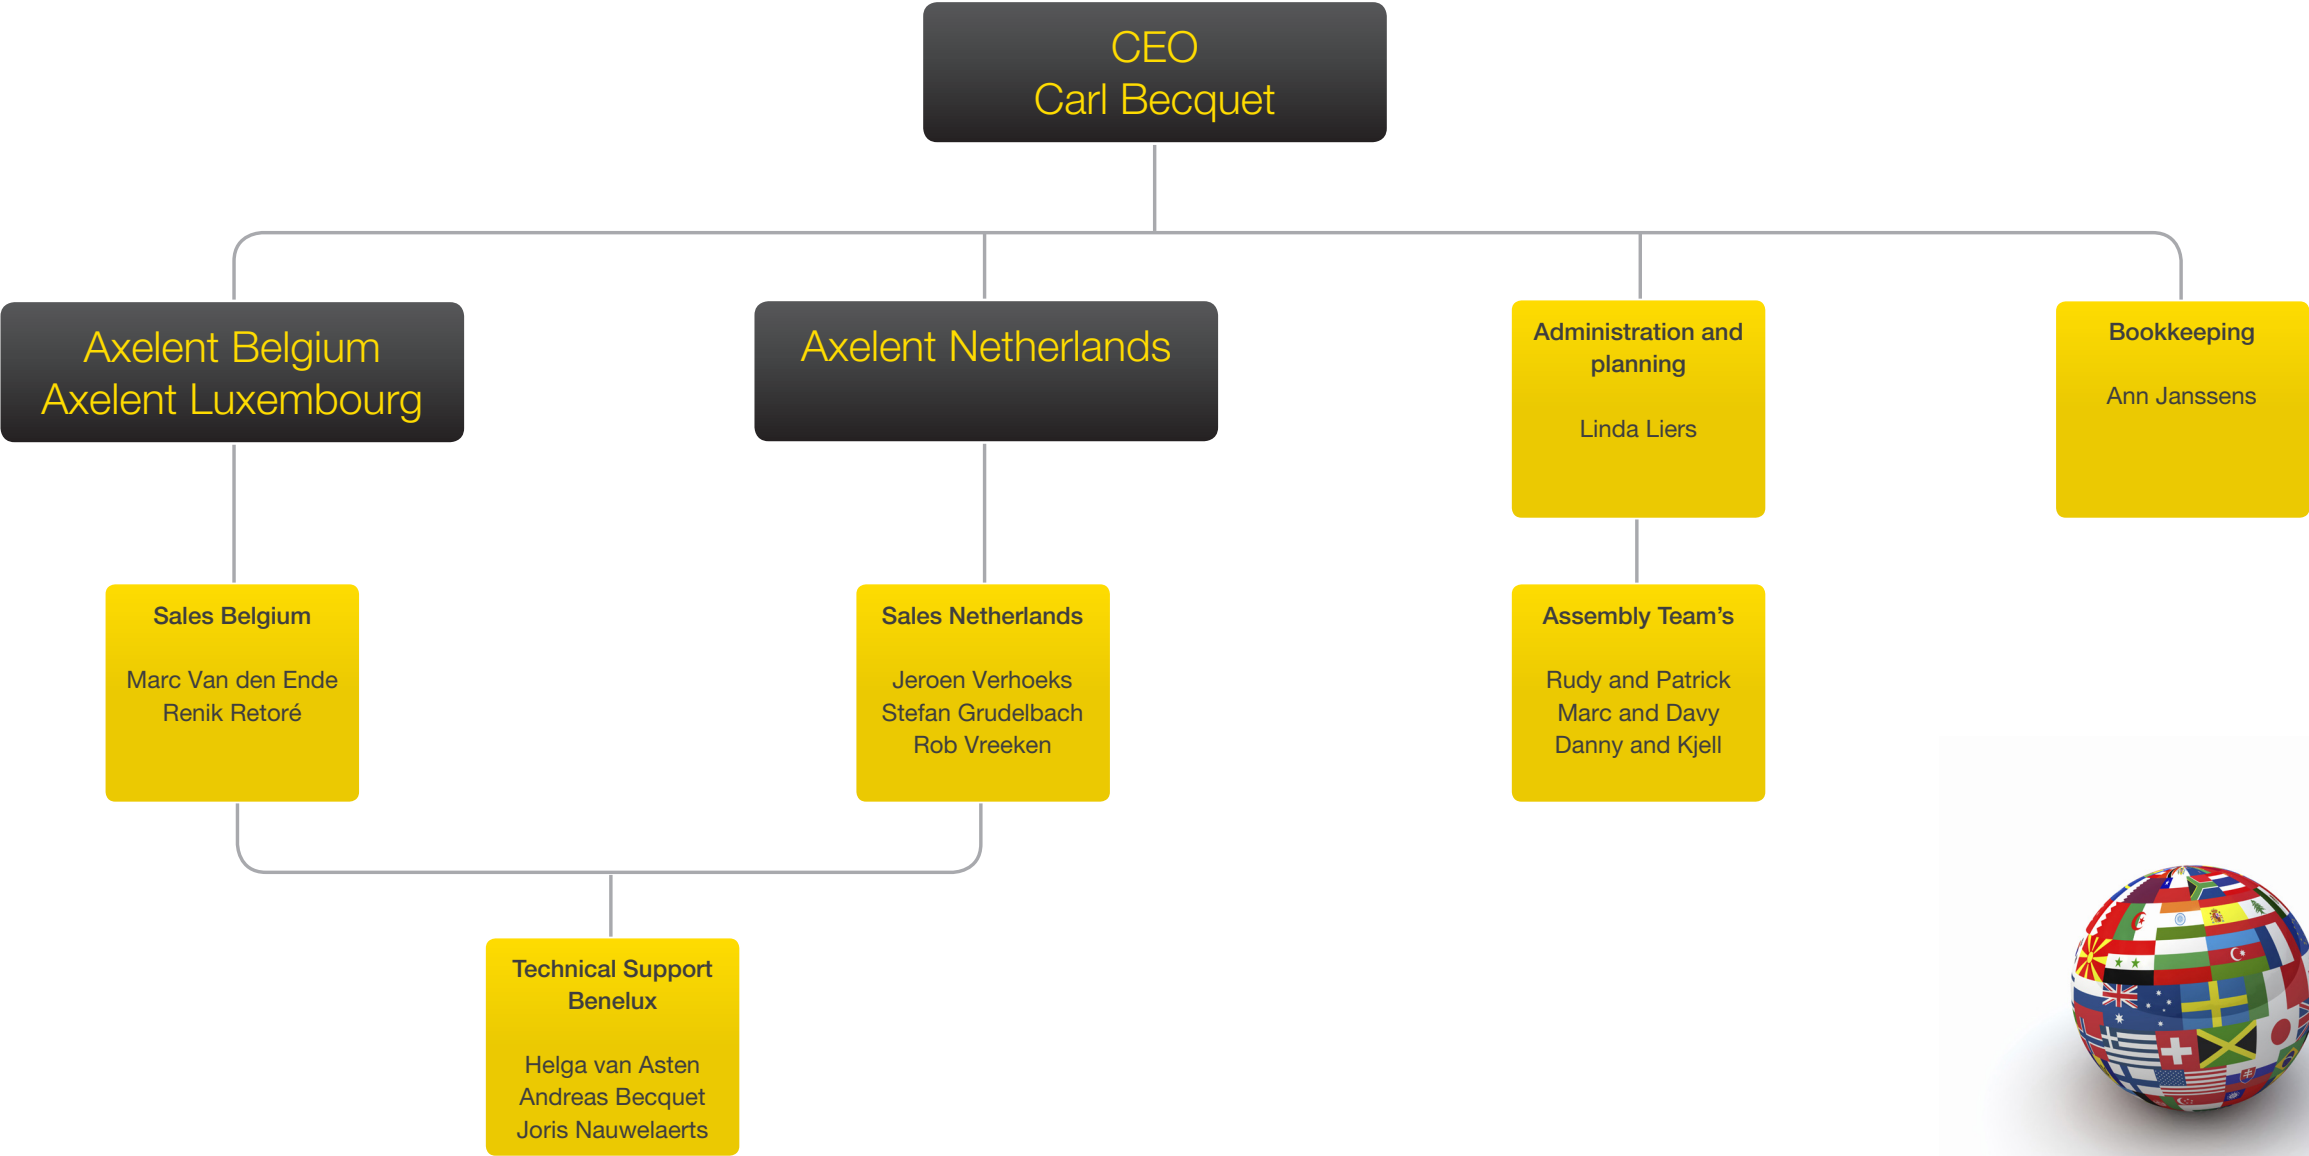 CEO
Carl Becquet
Axelent Belgium
Axelent Luxembourg
Axelent Netherlands
Administration and
planning
Linda Liers
Bookkeeping
Ann Janssens
Sales Belgium
Marc Van den Ende
Renik Retoré
Sales Netherlands
Jeroen Verhoeks
Stefan Grudelbach
Rob Vreeken
Assembly Team’s
Rudy and Patrick
Marc and Davy
Danny and Kjell
Technical Support
Benelux
Helga van Asten
Andreas Becquet
Joris Nauwelaerts